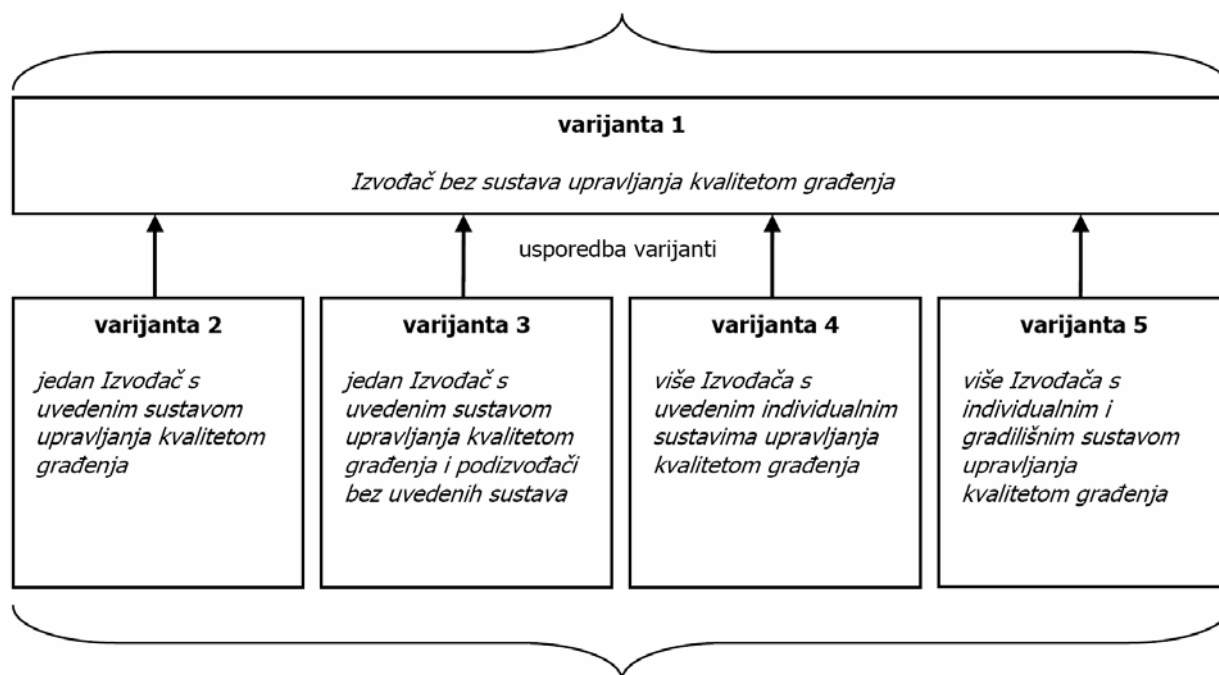 varijanta 1
Izvođač bez sustava upravljanja kvalitetom građenja
usporedba varijanti
varijanta 2
jedan Izvođač s
uvedenim sustavom
upravljanja kvalitetom
građenja
varijanta 3
jedan Izvođač s
uvedenim sustavom
upravljanja kvalitetom
građenja i podizvođači
bez uvedenih sustava
varijanta 4
više Izvođača s
uvedenim individualnim
sustavima upravljanja
kvalitetom građenja
varijanta 5
više Izvođača s
individualnim i
gradilišnim sustavom
upravljanja
kvalitetom građenja